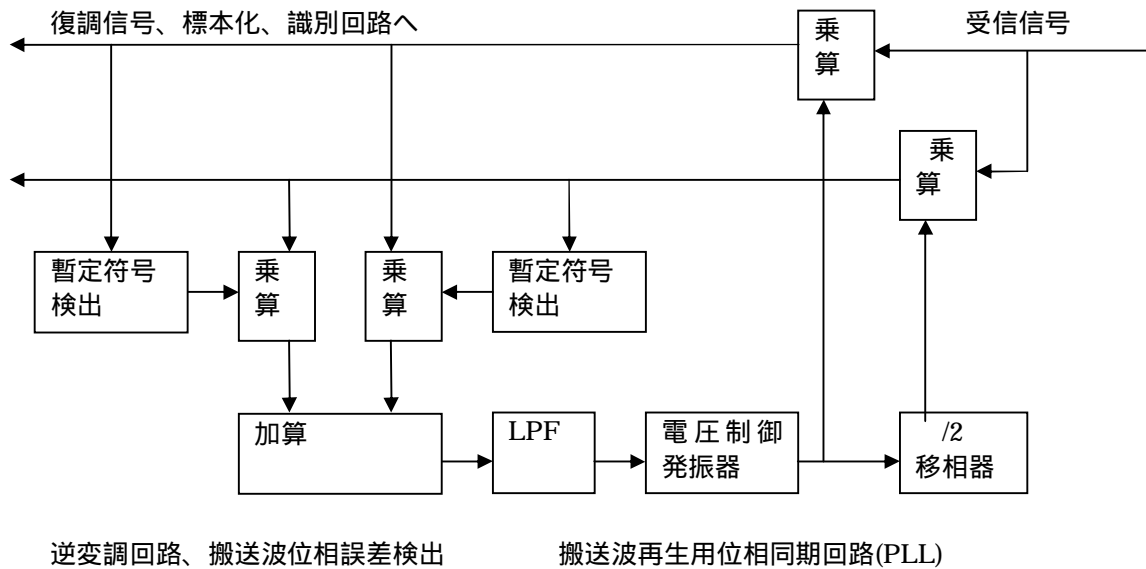 復調信号、標本化、識別回路へ
受信信号
乗
算
乗
算
暫定符号
検出
乗
算
乗
算
暫定符号
検出
加算
LPF
電圧制御
発振器
/2
移相器
逆変調回路、搬送波位相誤差検出
搬送波再生用位相同期回路(PLL)